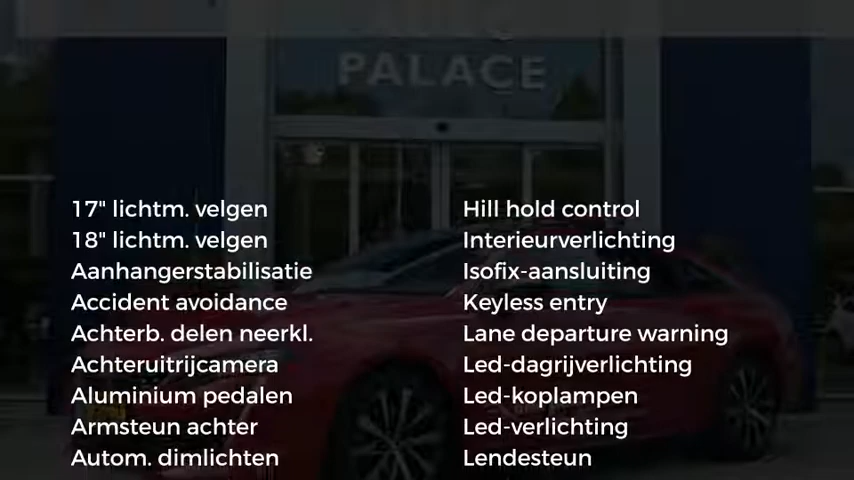 PALACE
17" lichtm. velgen
18" lichtm. velgen
Aanhangerstabilisatie
Accident avoidance
Achterb. delen neerkl.
Achteruitrijcamera
Aluminium pedalen
Armsteun achter
Autom. dimlichten
Hill hold control
Interieurverlichting
Isofix-aansluiting
Keyless entry
Lane departure warning
Led-dagrijverlichting
Led-koplampen
Led-verlichting
Lendesteun